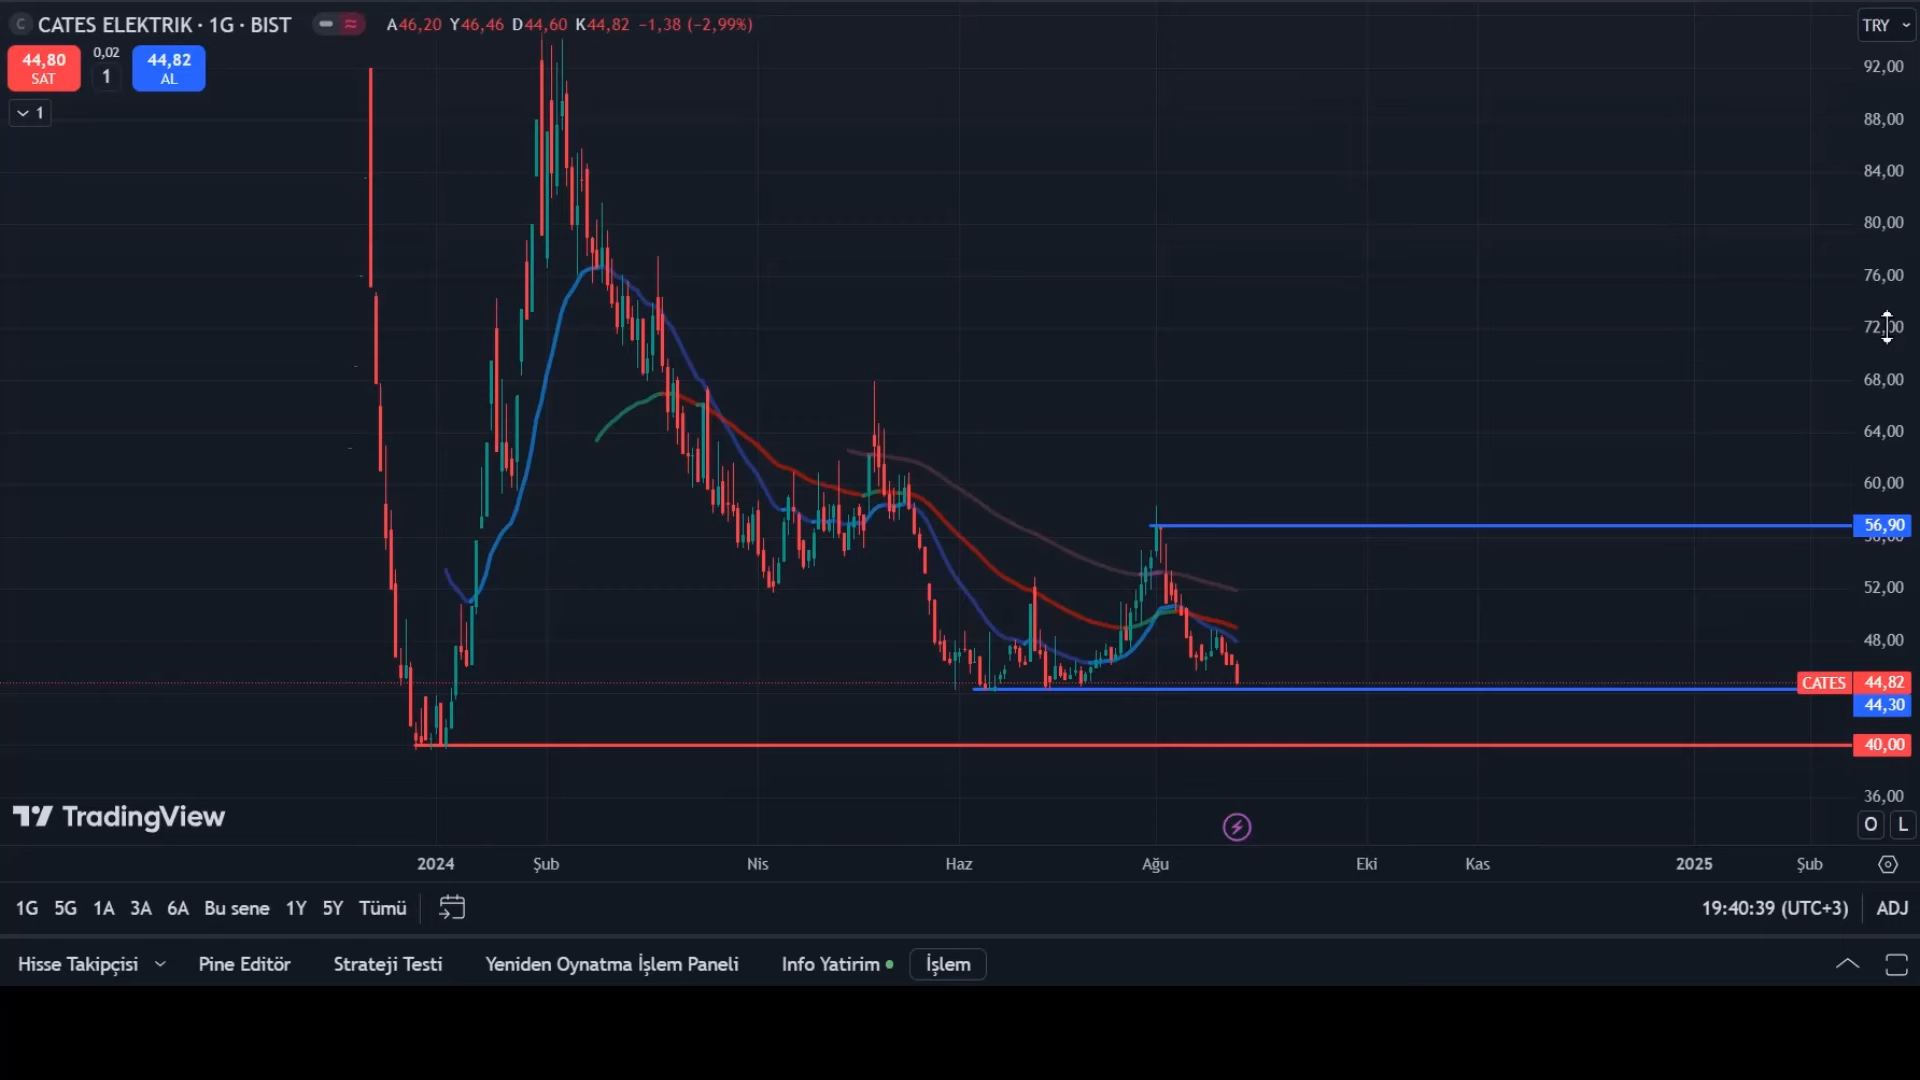 C CATES ELEKTRIK · 1G · BIST A46,20 Y46,46 D44,60 K44,82 −1,38 (−2,99%)
TRY
44,80
SAT
0,02
1
44,82
AL
1
92,00
88,00
84,00
80,00
76,00
72,00
68,00
64,00
60,00
56,90
56,00
52,00
48,00
CATES 44,82
44,30
40,00
36,00
TradingView
O L
2024 Şub Nis Haz Ağu Eki Kas 2025 Şub
1G 5G 1A 3A 6A Bu sene 1Y 5Y Tümü 19:40:39 (UTC+3) ADJ
Hisse Takipçisi Pine Editör Strateji Testi Yeniden Oynatma İşlem Paneli Info Yatirim İşlem